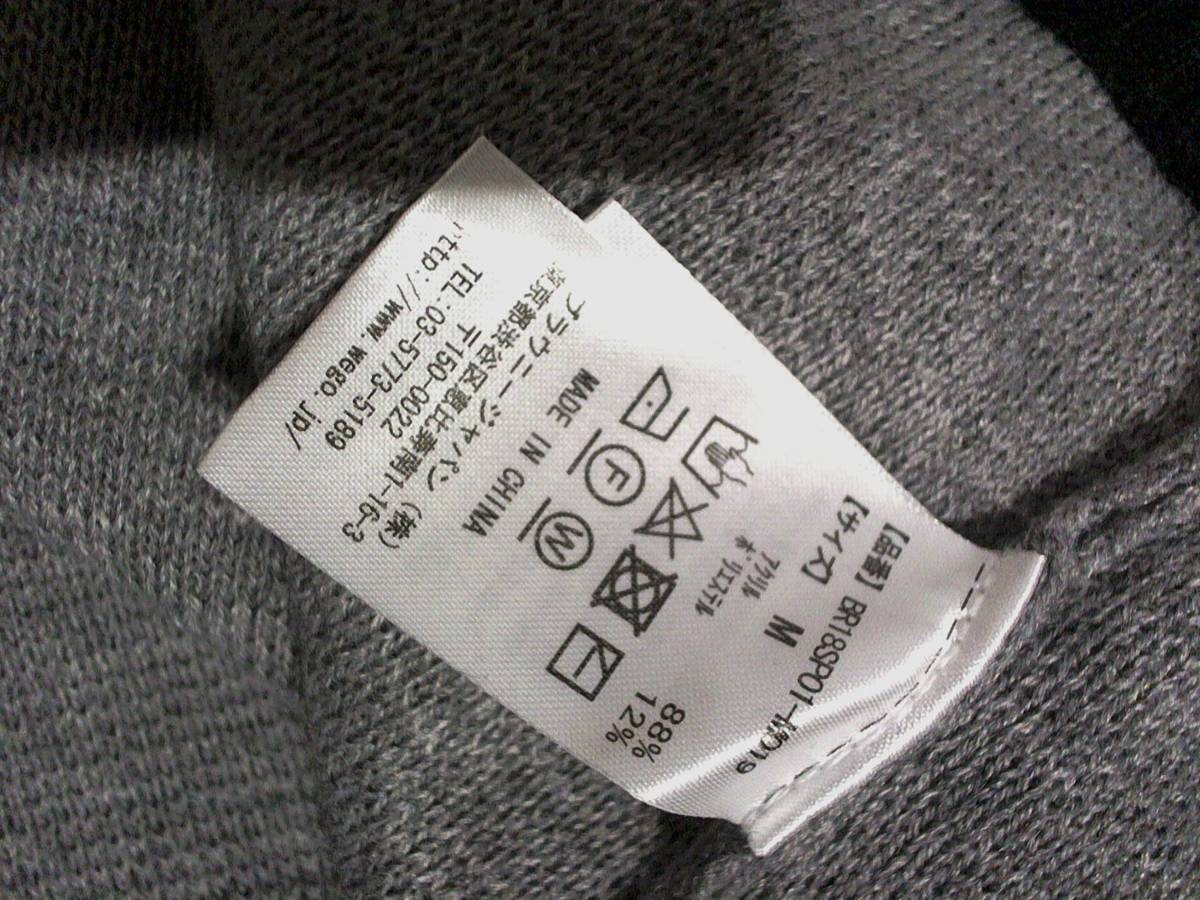 【品番】BR18SP01-M019
【サイズ】 M
アクリル 88%
ポリエステル 12%
F
W
MADE IN CHINA
ブラウニージャパン (株)
東京都渋谷区恵比寿南1-16-3
〒150-0022
TEL:03-5773-5189
http://www.wego.jp/